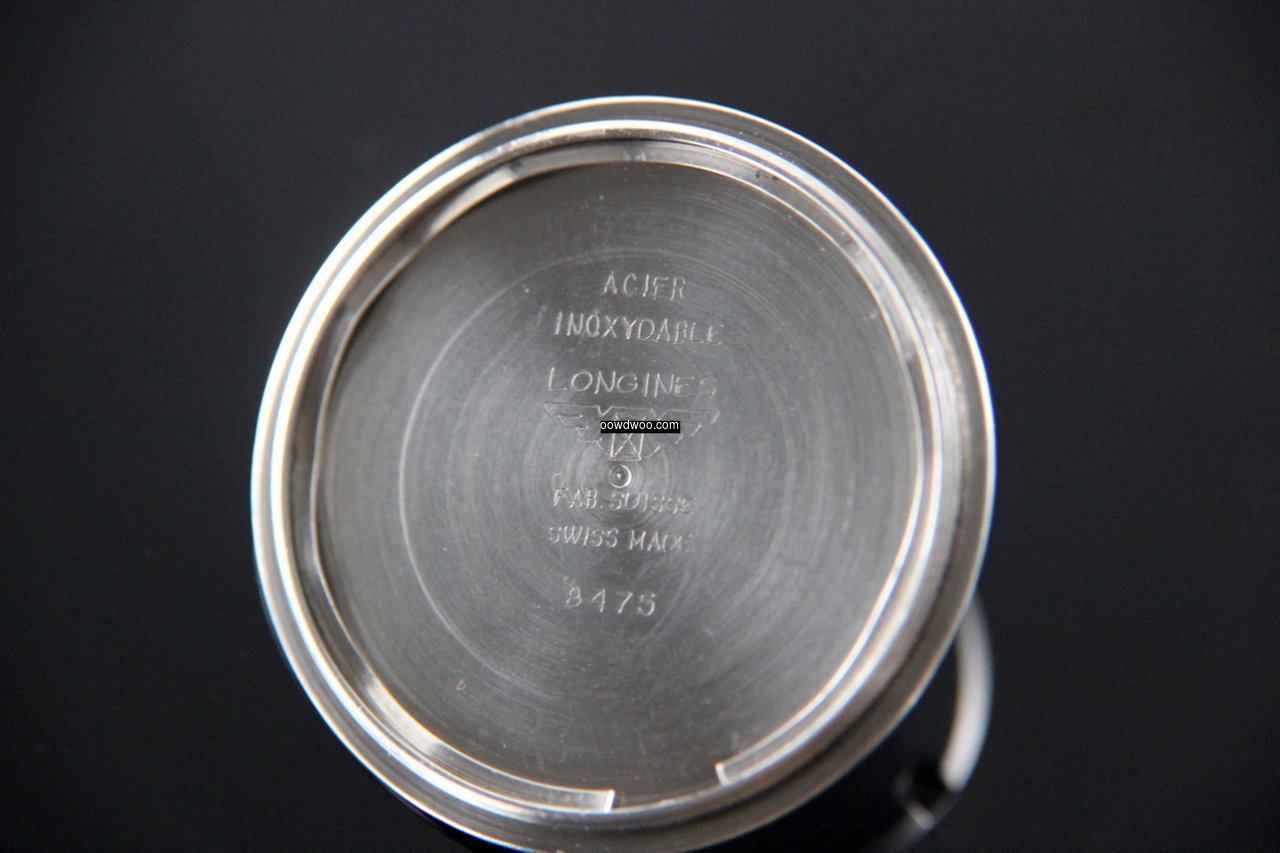 ACIER
INOXYDABLE
LONGINES
oowdwoo.com
FAB. SUISSE
SWISS MADE
8475